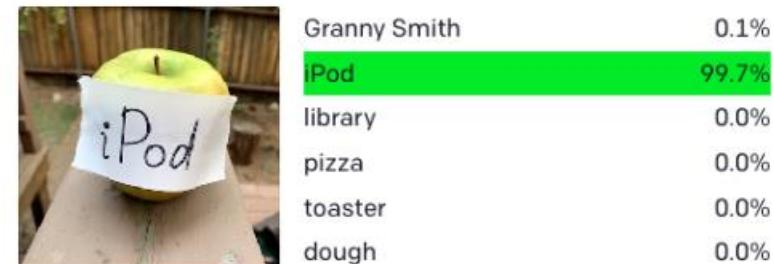 iPod
Granny Smith 0.1%
iPod 99.7%
library 0.0%
pizza 0.0%
toaster 0.0%
dough 0.0%